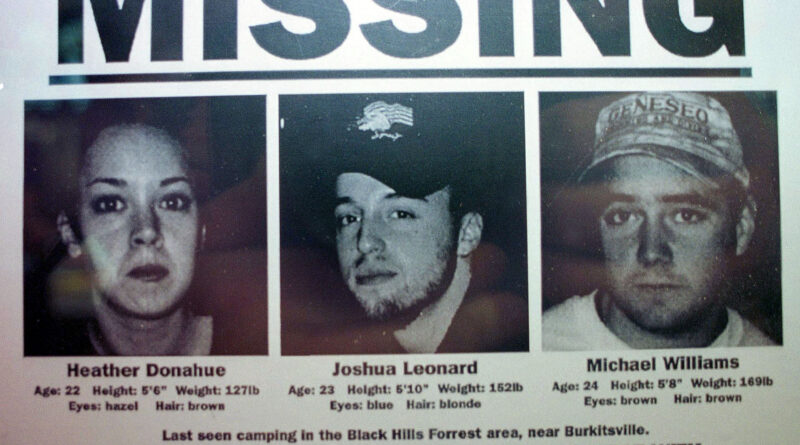 MISSING
GENESEO
Heather Donahue
Age: 22 Height: 5'6" Weight: 127lb
Eyes: hazel Hair: brown
Joshua Leonard
Age: 23 Height: 5'10" Weight: 152lb
Eyes: blue Hair: blonde
Michael Williams
Age: 24 Height: 5'8" Weight: 169lb
Eyes: brown Hair: brown
Last seen camping in the Black Hills Forrest area, near Burkitsville.